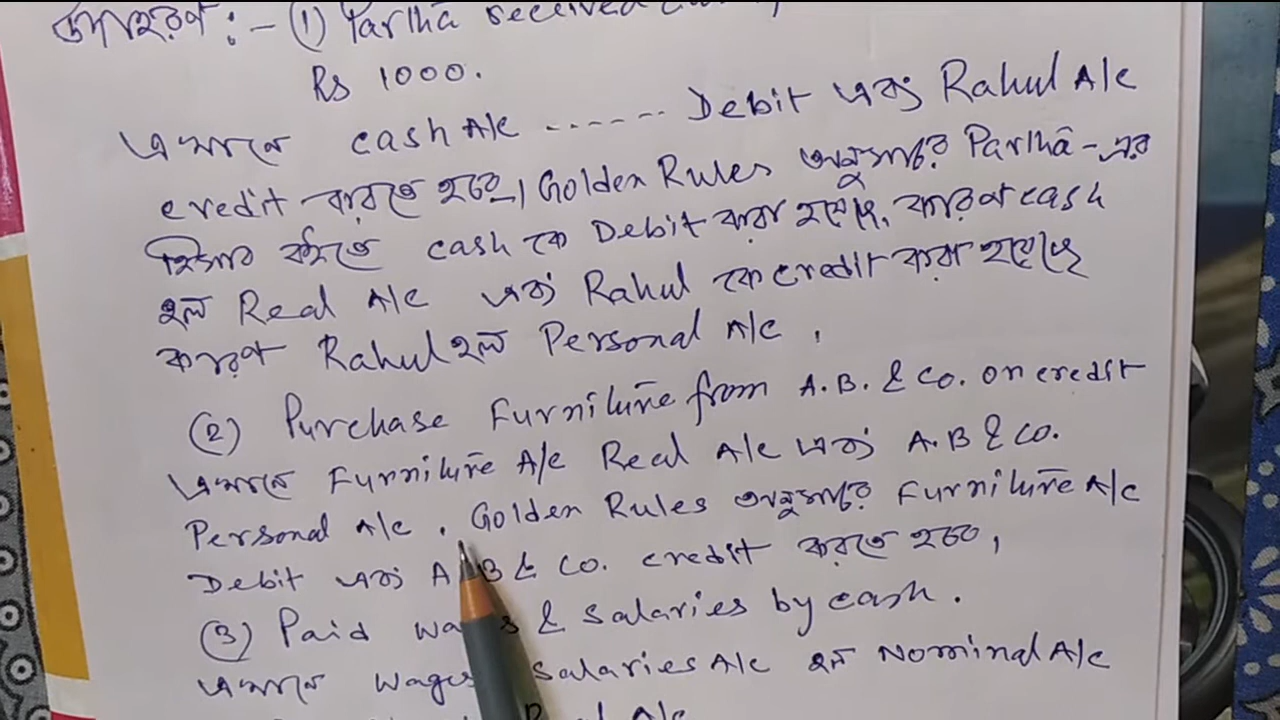 উদাহরণ :- (1) Partha received
Rs 1000.
এখানে cash A/c ------ Debit এবং Rahul A/c
credit করতে হবে। Golden Rules অনুসারে Partha-এর
হিসাব বইতে cash কে Debit করা হয়েছে, কারণ cash
হল Real A/c এবং Rahul কে credit করা হয়েছে
কারণ Rahul হল Personal A/c ,
(2) Purchase Furniture from A.B. & Co. on credit
এখানে Furniture A/c Real A/c এবং A.B & Co.
Personal A/c . Golden Rules অনুসারে Furniture A/c
Debit এবং A B & Co. credit করতে হবে,
(3) Paid wages & salaries by cash .
এখানে wages salaries A/c হল Nominal A/c
Real A/c